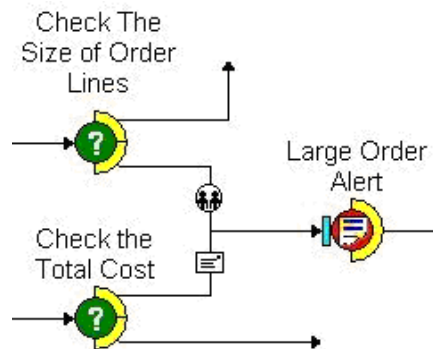 Check The
Size of Order
Lines
?
Large Order
Alert
Check the
Total Cost
?